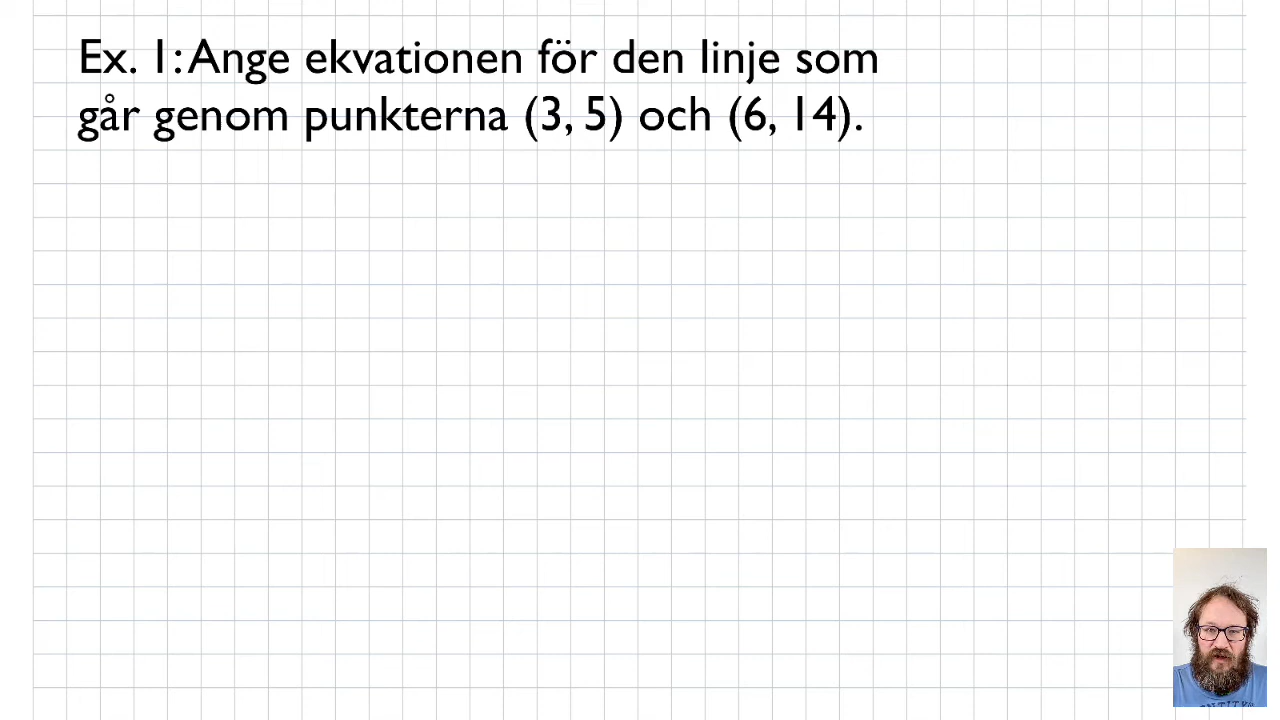 Ex. 1: Ange ekvationen för den linje som
går genom punkterna (3, 5) och (6, 14).